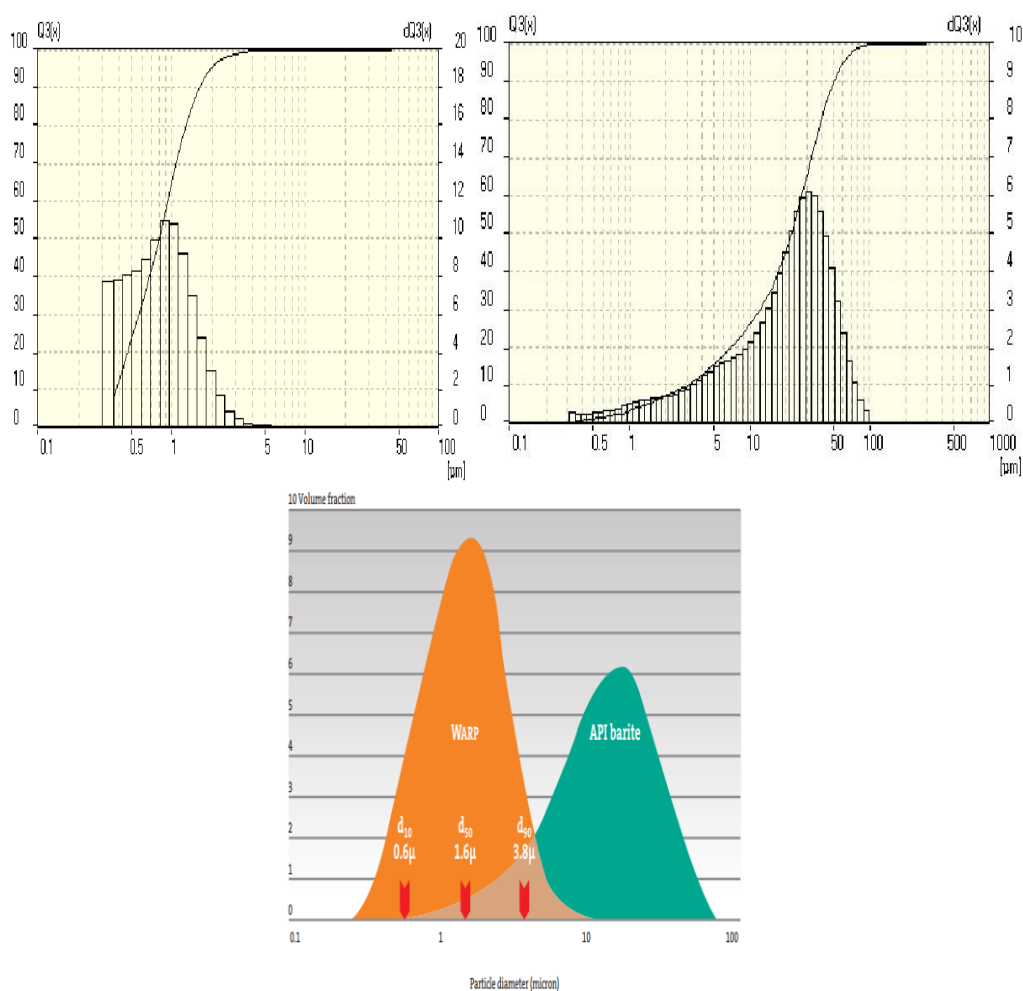 Q3(x) dQ3(x)
100 20
90 18
80 16
70 14
60 12
50 10
40 8
30 6
20 4
10 2
0 0
0.1 0.5 1 5 10 50 100
[µm]
Q3(x) dQ3(x)
100 10
90 9
80 8
70 7
60 6
50 5
40 4
30 3
20 2
10 1
0 0
0.1 0.5 1 5 10 50 100 500 1000
[µm]
10 Volume fraction
9
8
7
6
5
4
3
2
1
0
WARP API barite
d10 d50 d90
0.6µ 1.6µ 3.8µ
0.1 1 10 100
Particle diameter (micron)